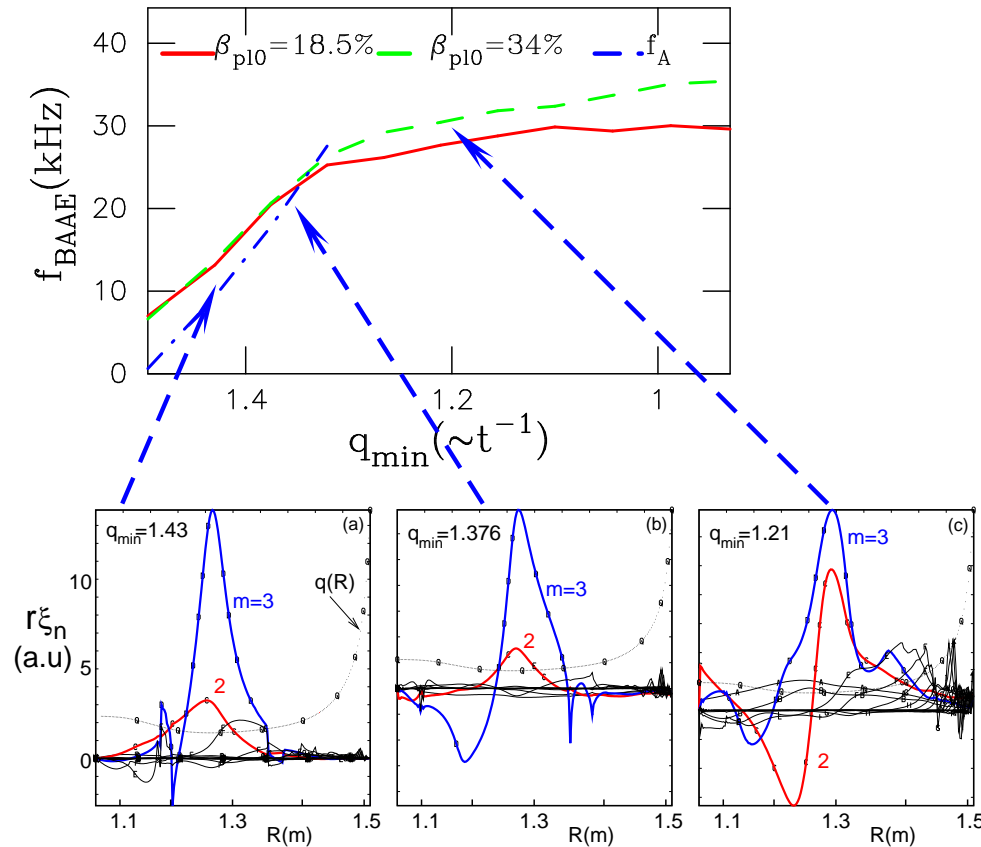 40
β_pl0=18.5% β_pl0=34% f_A
30
20
10
0
f_BAAE(kHz)
1.4 1.2 1
q_min(~t^-1)
q_min=1.43 (a)
q(R)
m=3
2
10
5
0
rξ_n
(a.u)
1.1 1.3 1.5
R(m)
q_min=1.376 (b)
m=3
2
1.1 1.3 1.5
R(m)
q_min=1.21 (c)
m=3
2
1.1 1.3 1.5
R(m)